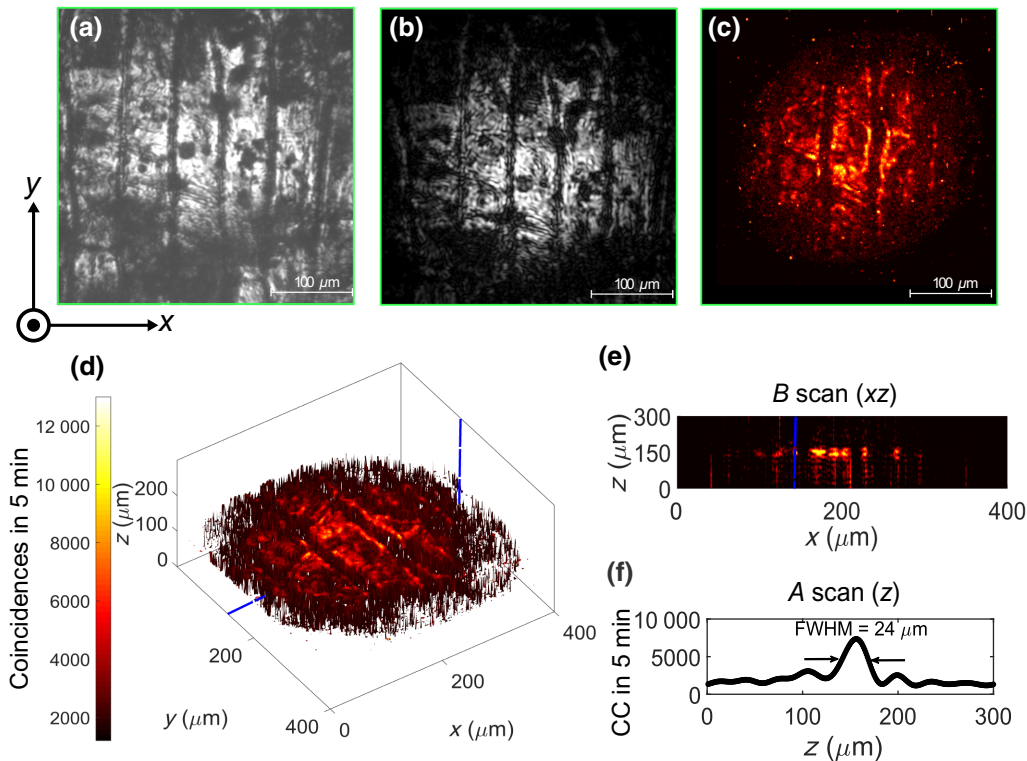 (a)
(b)
(c)
100 μm
100 μm
100 μm
y
x
(d)
Coincidences in 5 min
12 000
10 000
8000
6000
4000
2000
z (μm)
200
100
0
200
400
y (μm)
0
200
400
x (μm)
(e)
B scan (xz)
z (μm)
300
150
0
0
100
200
300
400
x (μm)
(f)
A scan (z)
CC in 5 min
10 000
5000
0
FWHM = 24 μm
0
100
200
300
z (μm)